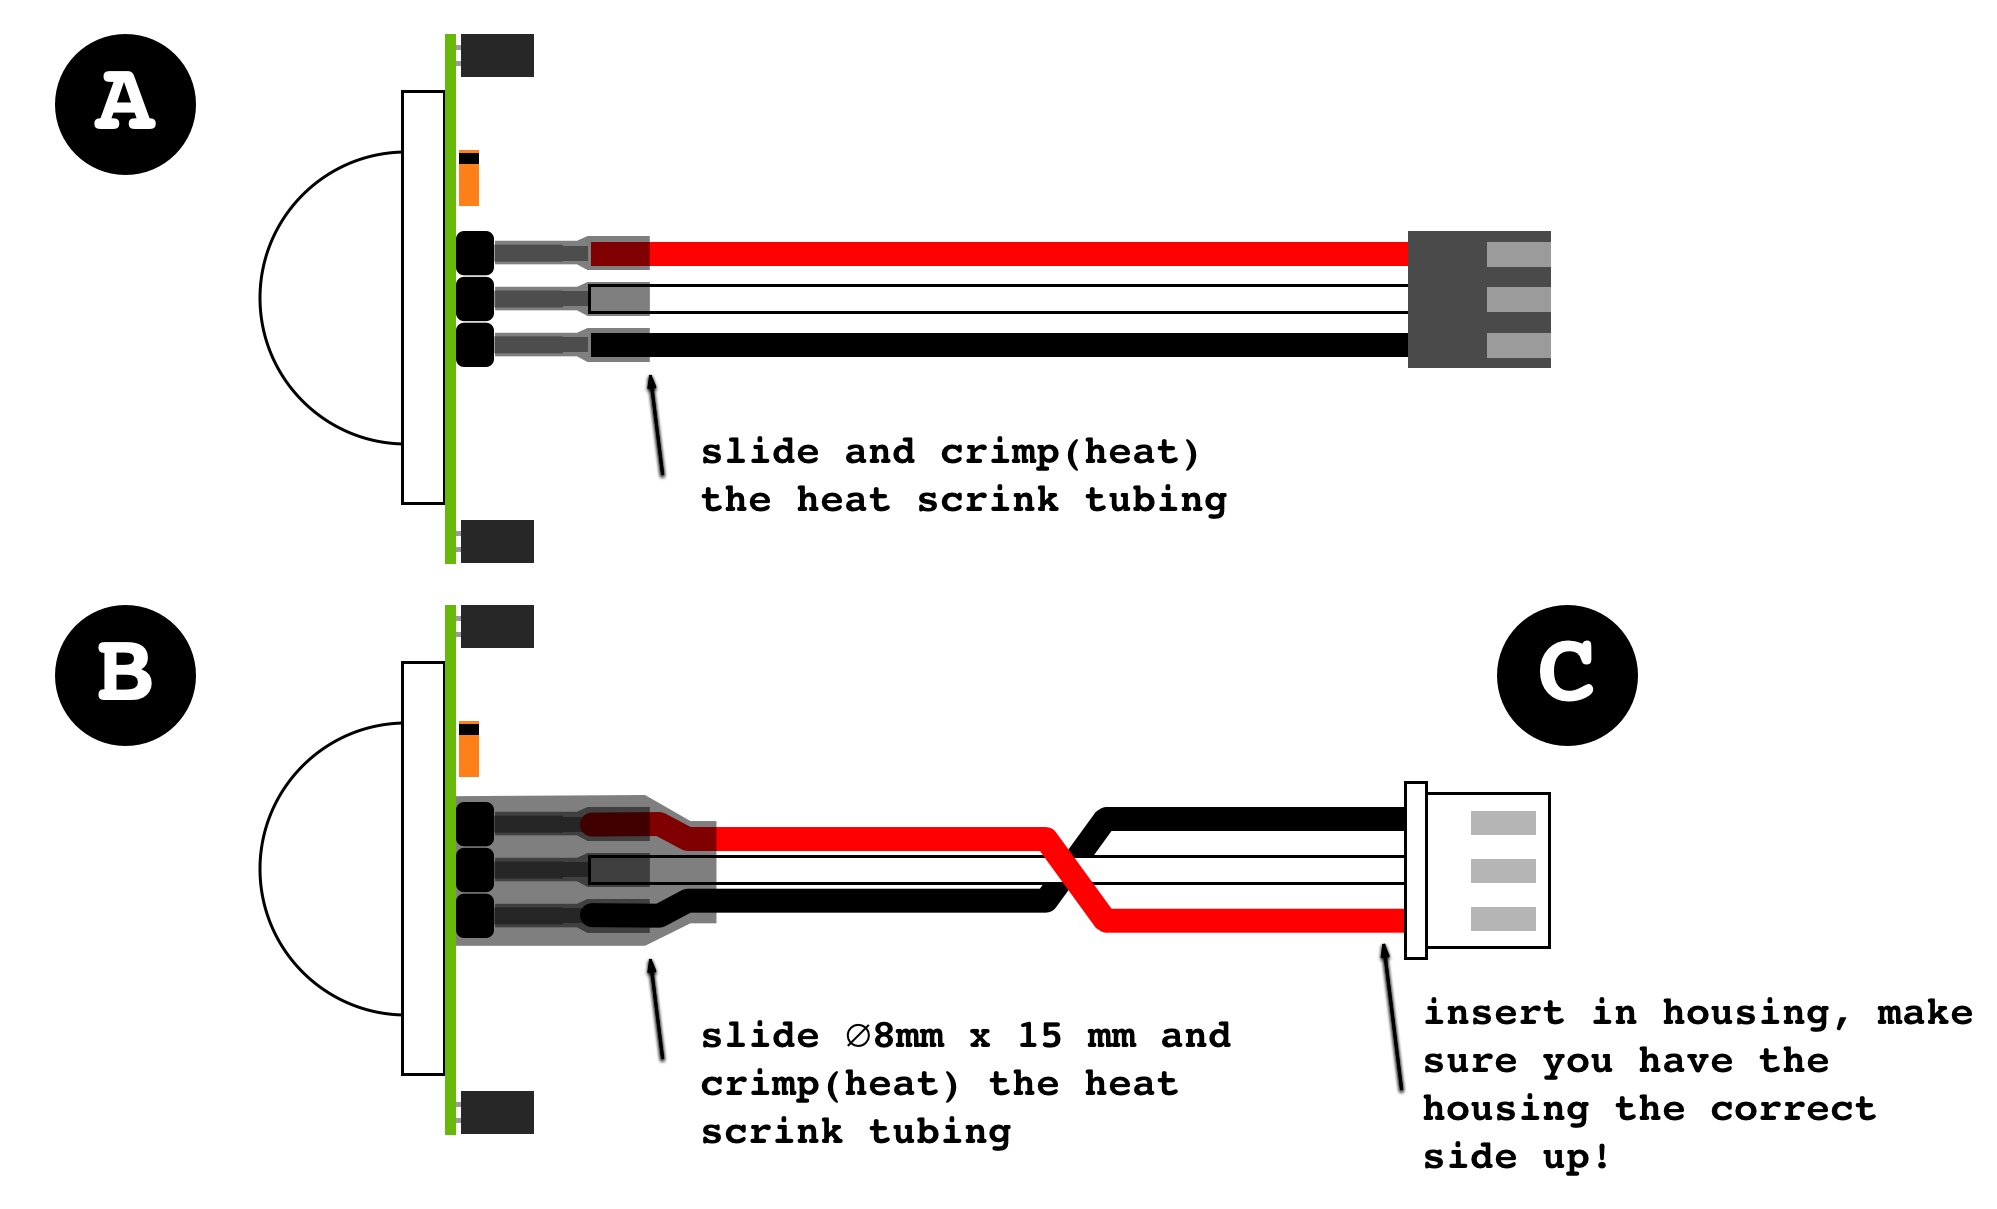 A
slide and crimp(heat)
the heat scrink tubing
B
C
slide ∅8mm x 15 mm and
crimp(heat) the heat
scrink tubing
insert in housing, make
sure you have the
housing the correct
side up!